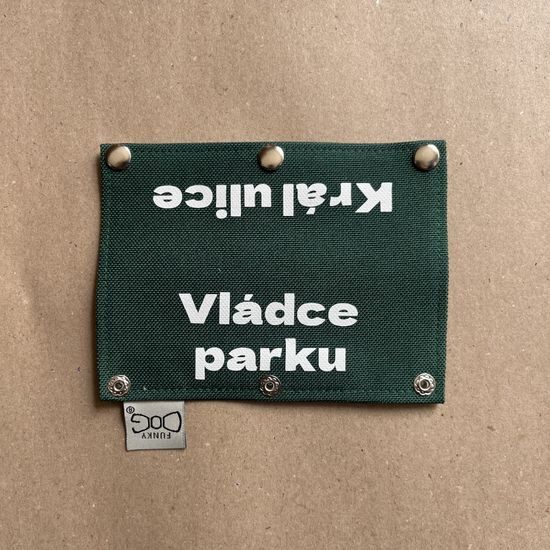 Král ulice
Vládce
parku
FUNKY
DOG®